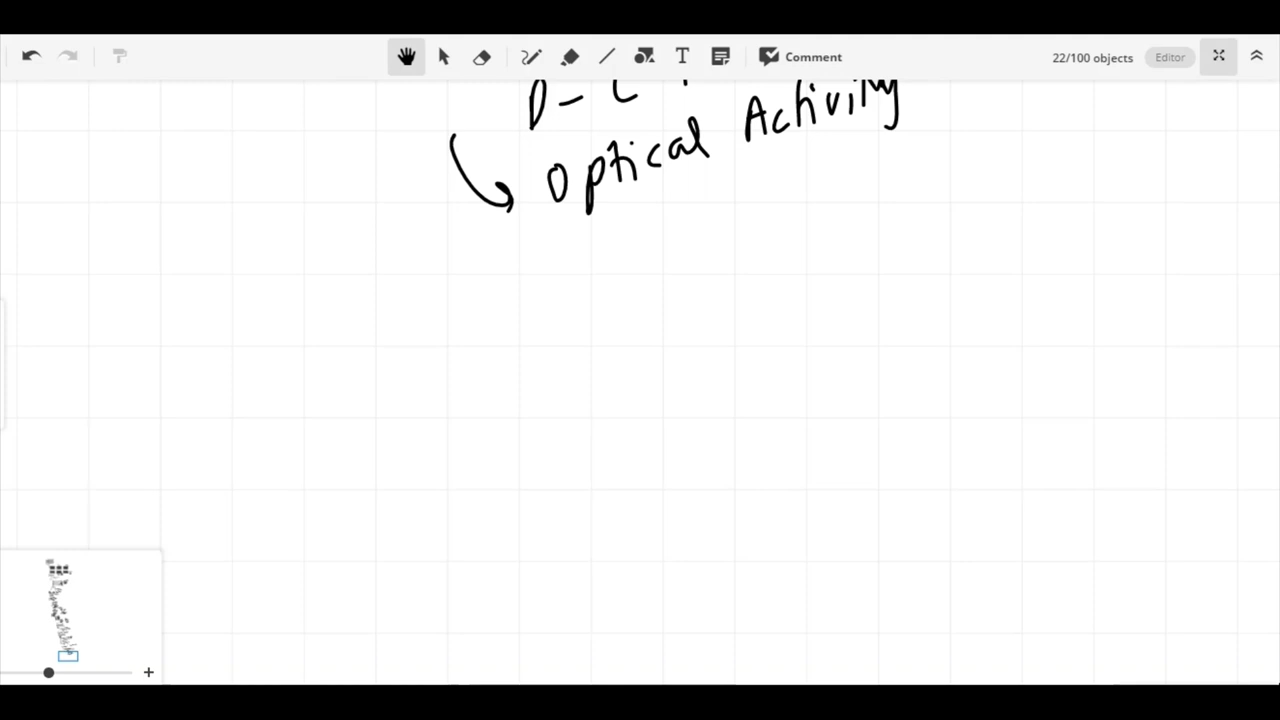 Comment
22/100 objects
Editor
D - L
Optical Activity